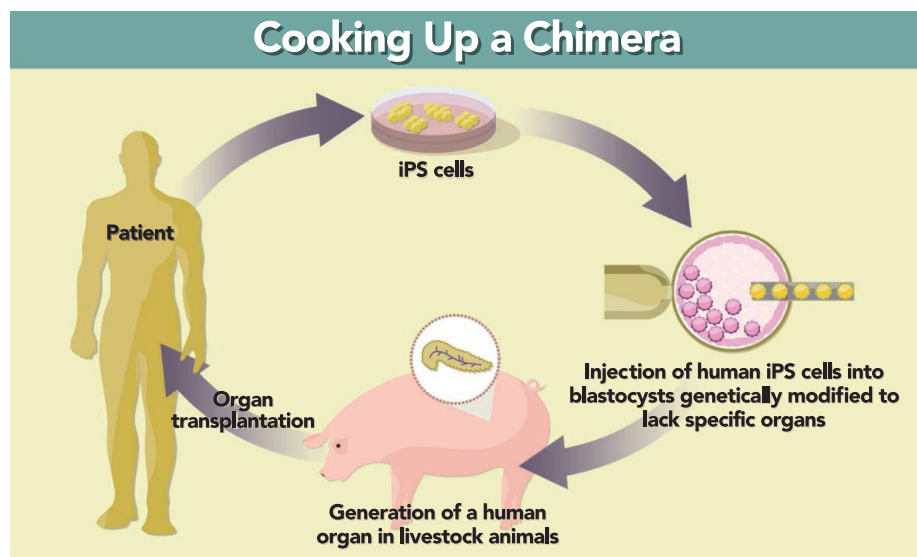 Cooking Up a Chimera
iPS cells
Patient
Injection of human iPS cells into
blastocysts genetically modified to
lack specific organs
Organ
transplantation
Generation of a human
organ in livestock animals